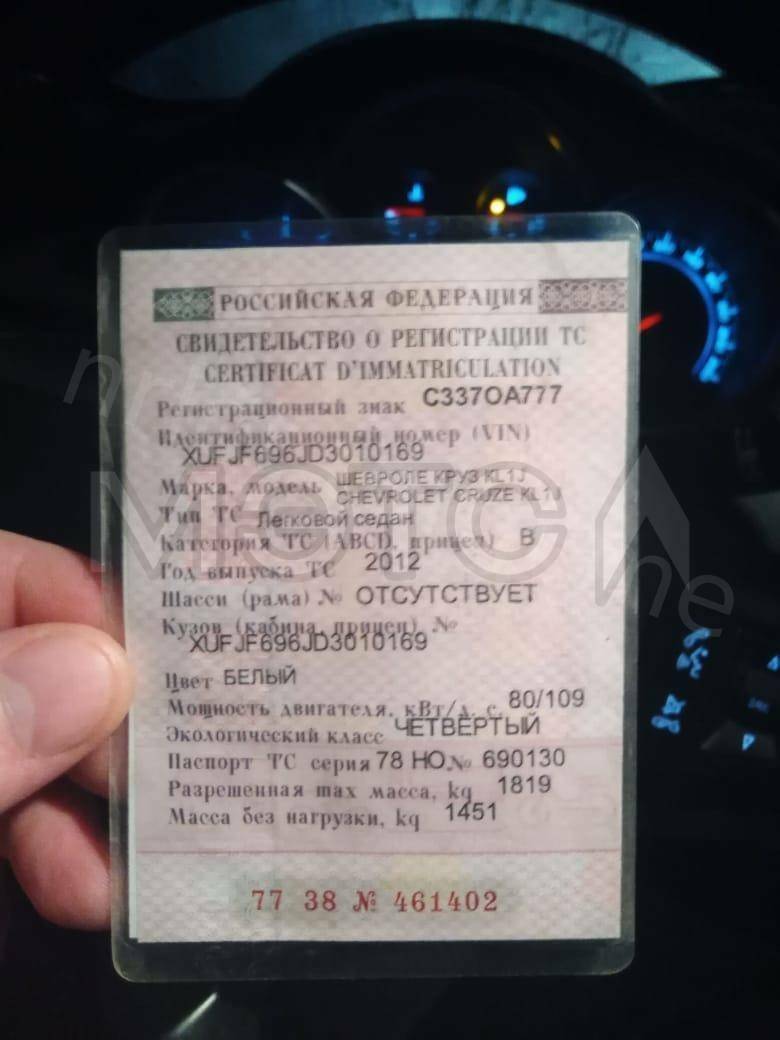 РОССИЙСКАЯ ФЕДЕРАЦИЯ
СВИДЕТЕЛЬСТВО О РЕГИСТРАЦИИ ТС
CERTIFICAT D'IMMATRICULATION
Регистрационный знак С337ОА777
Идентификационный номер (VIN)
XUFJF696JD3010169
Марка, модель ШЕВРОЛЕ КРУЗ KL1J
CHEVROLET CRUZE KL1J
Тип ТС Легковой седан
Категория ТС (ABCD, прицеп) B
Год выпуска ТС 2012
Шасси (рама) № ОТСУТСТВУЕТ
Кузов (кабина, прицеп) №
XUFJF696JD3010169
Цвет БЕЛЫЙ
Мощность двигателя, кВт/л. с. 80/109
Экологический класс ЧЕТВЕРТЫЙ
Паспорт ТС серия 78 НО № 690130
Разрешенная max масса, kg 1819
Масса без нагрузки, kg 1451
77 38 № 461402